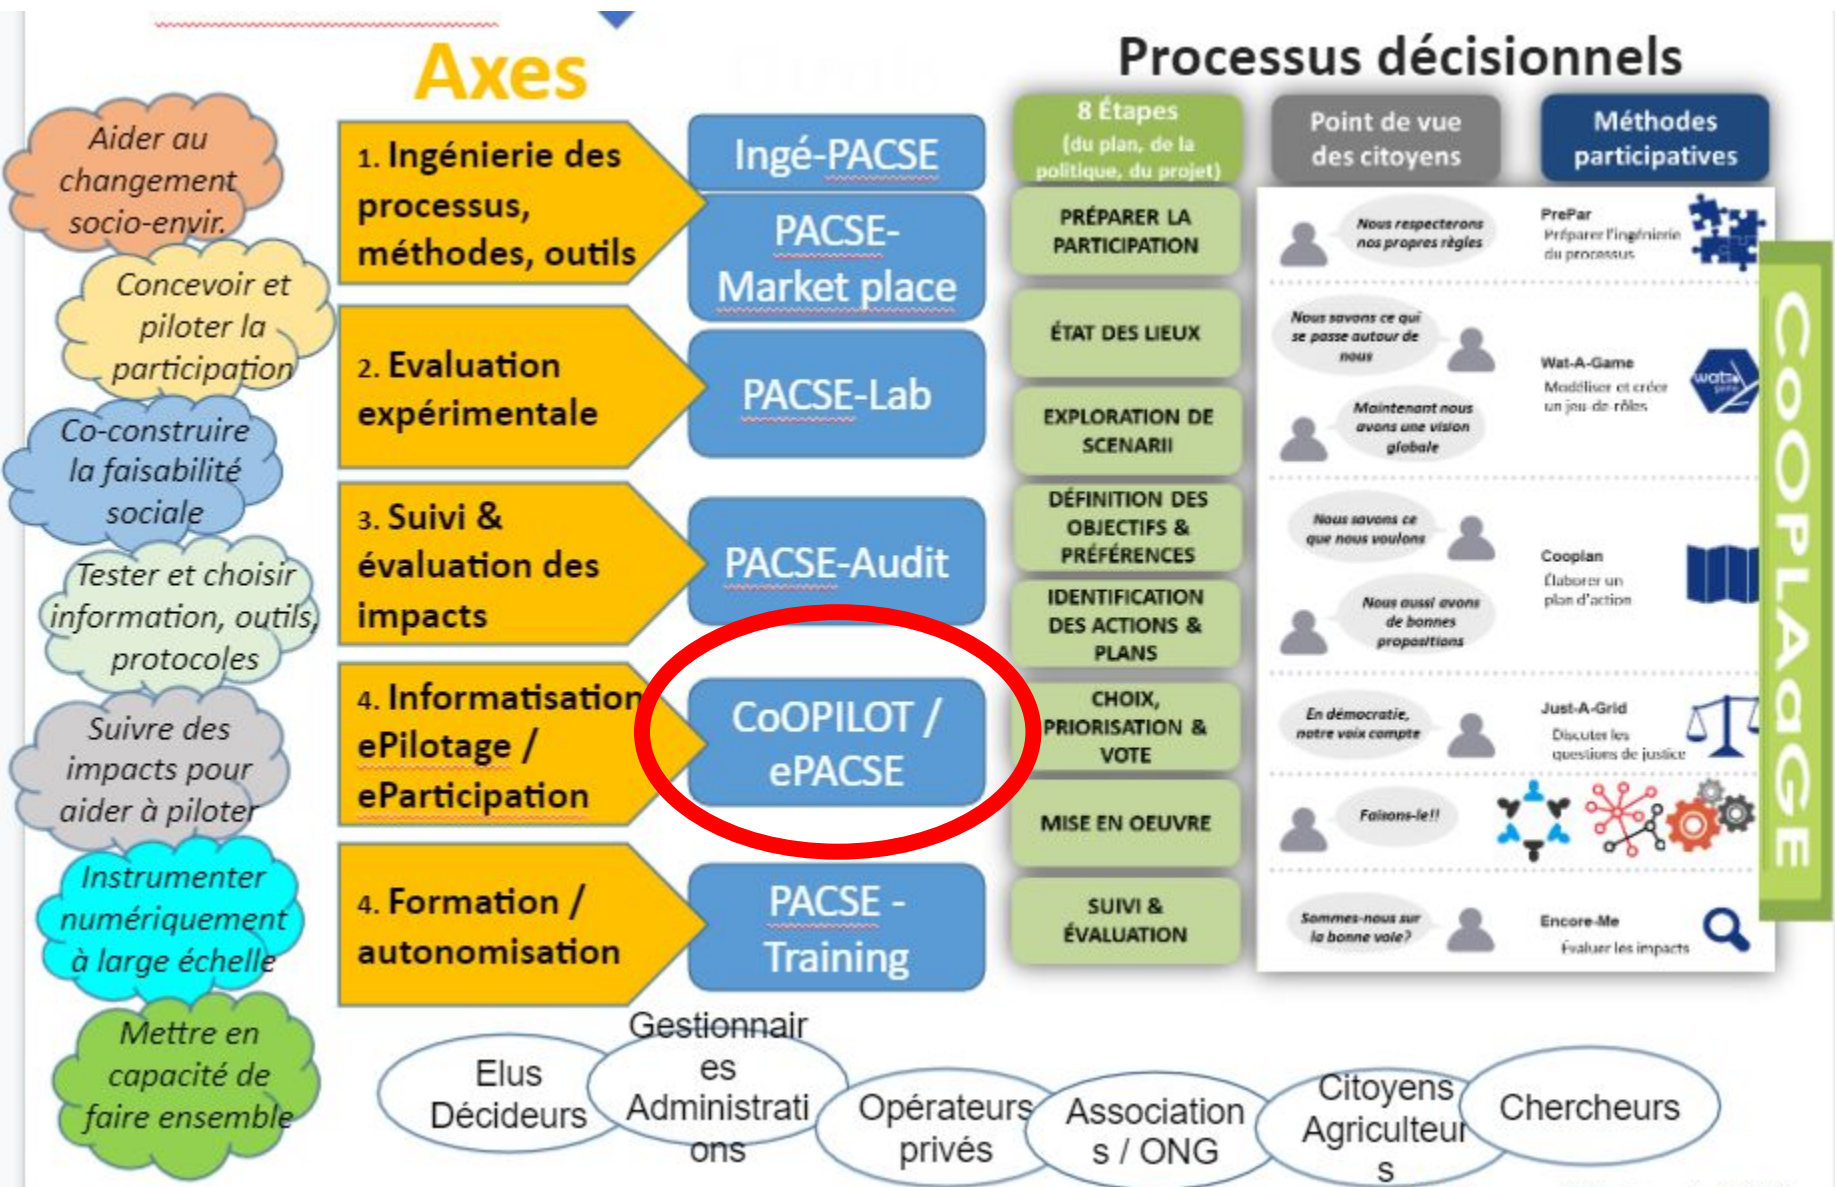 Axes
Processus décisionnels
Aider au
changement
socio-envir.
Concevoir et
piloter la
participation
Co-construire
la faisabilité
sociale
Tester et choisir
information, outils,
protocoles
Suivre des
impacts pour
aider à piloter
Instrumenter
numériquement
à large échelle
Mettre en
capacité de
faire ensemble
1. Ingénierie des
processus,
méthodes, outils
2. Evaluation
expérimentale
3. Suivi &
évaluation des
impacts
4. Informatisation
ePilotage /
eParticipation
4. Formation /
autonomisation
Ingé-PACSE
PACSE-
Market place
PACSE-Lab
PACSE-Audit
CoOPILOT /
ePACSE
PACSE -
Training
8 Étapes
(du plan, de la
politique, du projet)
PRÉPARER LA
PARTICIPATION
ÉTAT DES LIEUX
EXPLORATION DE
SCENARII
DÉFINITION DES
OBJECTIFS &
PRÉFÉRENCES
IDENTIFICATION
DES ACTIONS &
PLANS
CHOIX,
PRIORISATION &
VOTE
MISE EN OEUVRE
SUIVI &
ÉVALUATION
Point de vue
des citoyens
Nous respecterons
nos propres règles
Nous savons ce qui
se passe autour de
nous
Maintenant nous
avons une vision
globale
Nous savons ce
que nous voulons
Nous aussi avons
de bonnes
propositions
En démocratie,
notre voix compte
Faisons-le!!
Sommes-nous sur
la bonne voie?
Méthodes
participatives
PrePar
Préparer l'ingénierie
du processus
Wat-A-Game
Modéliser et créer
un jeu-de-rôles
wata
game
Cooplan
Élaborer un
plan d'action
Just-A-Grid
Discuter les
questions de justice
Encore-Me
Évaluer les impacts
COOPLAGE
Elus
Décideurs
Gestionnair
es
Administrati
ons
Opérateurs
privés
Association
s / ONG
Citoyens
Agriculteur
s
Chercheurs